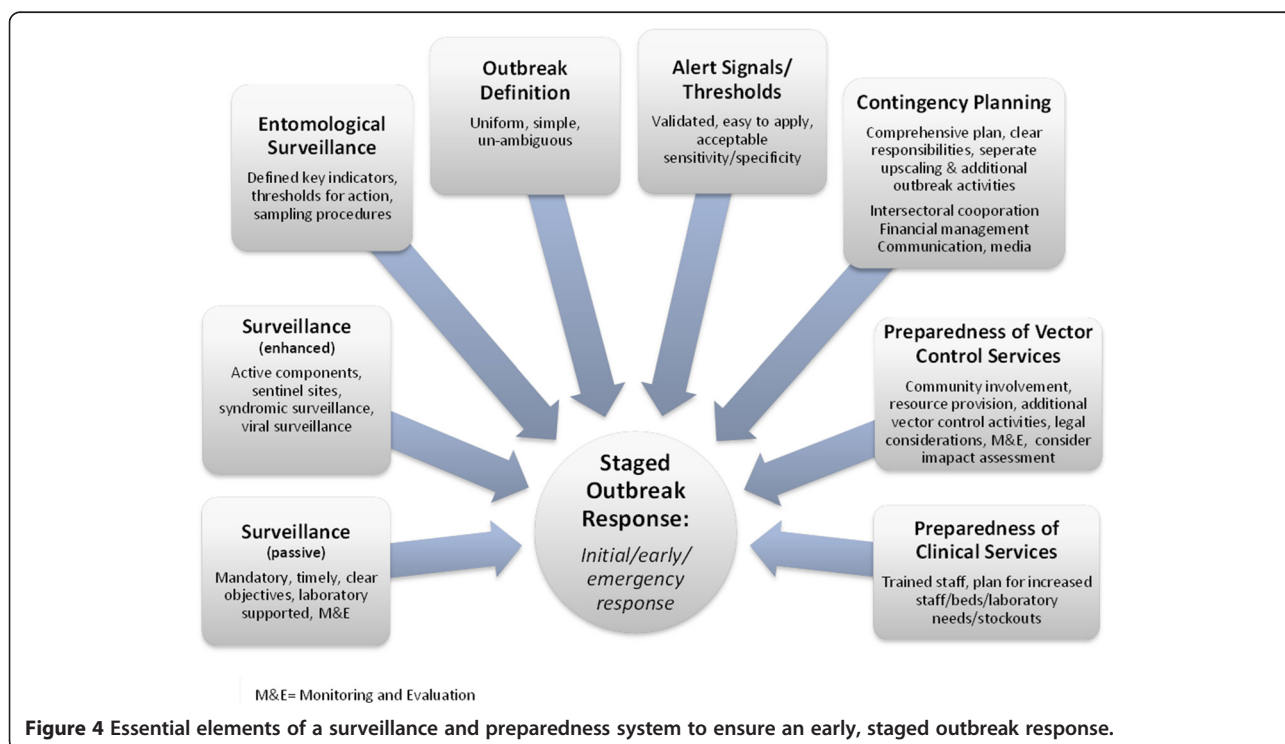 Outbreak
Definition
Uniform, simple,
un-ambiguous
Alert Signals/
Thresholds
Validated, easy to apply,
acceptable
sensitivity/specificity
Entomological
Surveillance
Defined key indicators,
thresholds for action,
sampling procedures
Contingency Planning
Comprehensive plan, clear
responsibilities, seperate
upscaling & additional
outbreak activities
Intersectoral cooporation
Financial management
Communication, media
Surveillance
(enhanced)
Active components,
sentinel sites,
syndromic surveillance,
viral surveillance
Preparedness of Vector
Control Services
Community involvement,
resource provision, additional
vector control activities, legal
considerations, M&E, consider
imapact assessment
Surveillance
(passive)
Mandatory, timely, clear
objectives, laboratory
supported, M&E
Staged
Outbreak
Response:
Initial/early/
emergency
response
Preparedness of
Clinical Services
Trained staff, plan for increased
staff/beds/laboratory
needs/stockouts
M&E= Monitoring and Evaluation
Figure 4 Essential elements of a surveillance and preparedness system to ensure an early, staged outbreak response.